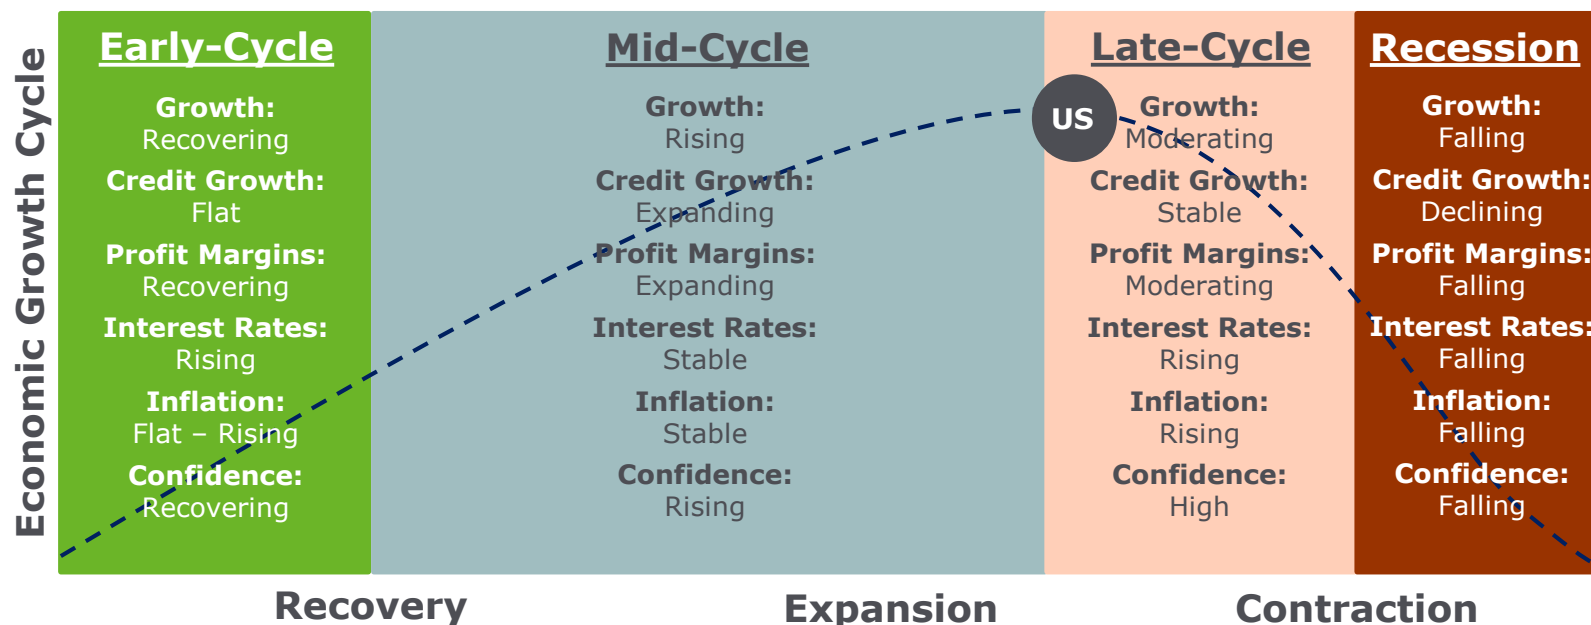 Economic Growth Cycle
Early-Cycle
Growth:
Recovering
Credit Growth:
Flat
Profit Margins:
Recovering
Interest Rates:
Rising
Inflation:
Flat – Rising
Confidence:
Recovering
Mid-Cycle
Growth:
Rising
Credit Growth:
Expanding
Profit Margins:
Expanding
Interest Rates:
Stable
Inflation:
Stable
Confidence:
Rising
US
Late-Cycle
Growth:
Moderating
Credit Growth:
Stable
Profit Margins:
Moderating
Interest Rates:
Rising
Inflation:
Rising
Confidence:
High
Recession
Growth:
Falling
Credit Growth:
Declining
Profit Margins:
Falling
Interest Rates:
Falling
Inflation:
Falling
Confidence:
Falling
Recovery
Expansion
Contraction